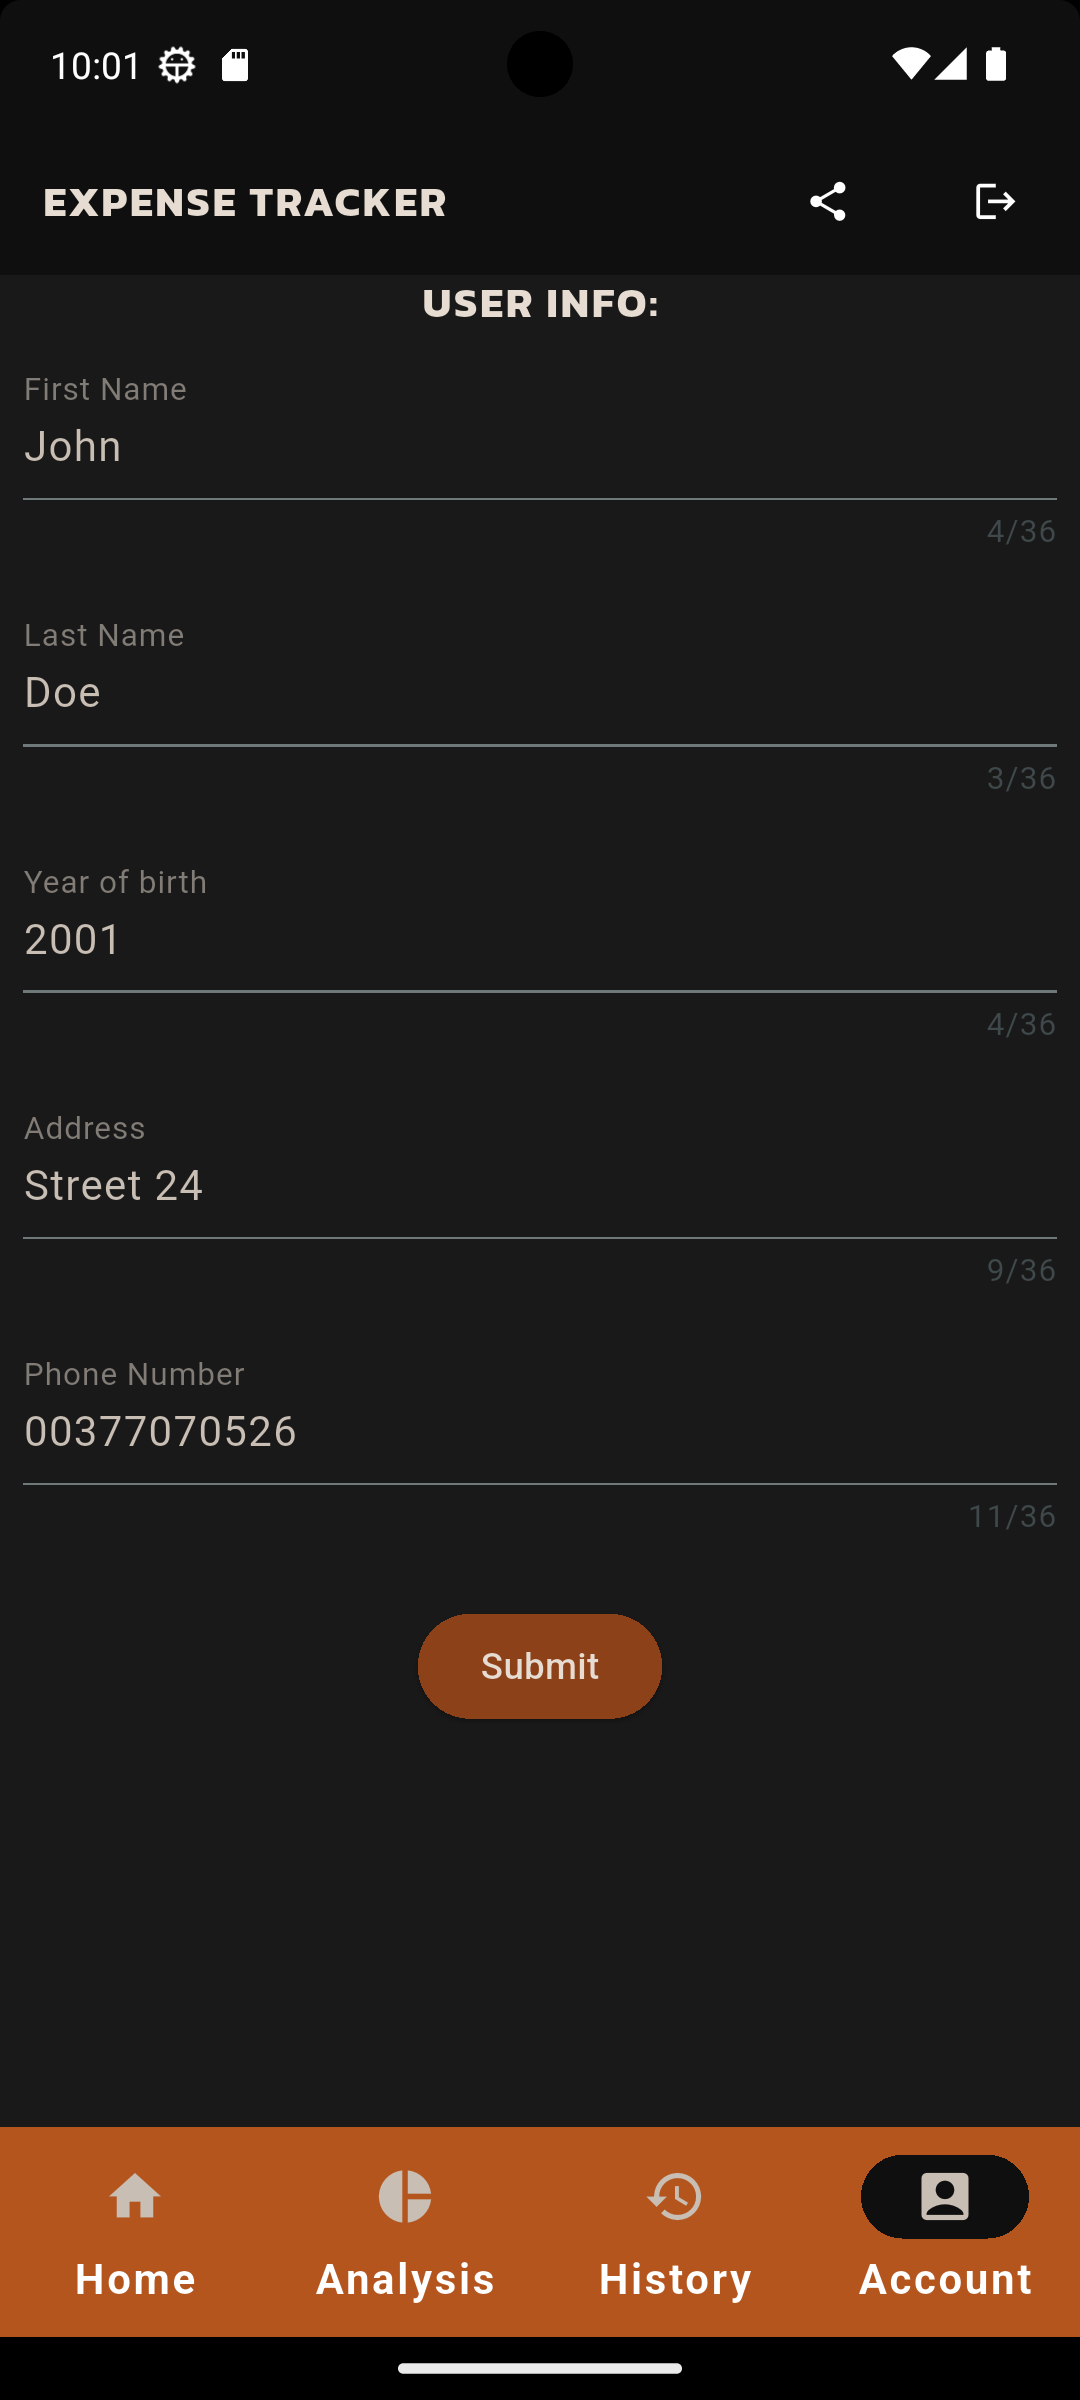 10:01
EXPENSE TRACKER
USER INFO:
First Name
John
4/36
Last Name
Doe
3/36
Year of birth
2001
4/36
Address
Street 24
9/36
Phone Number
00377070526
11/36
Submit
Home Analysis History Account